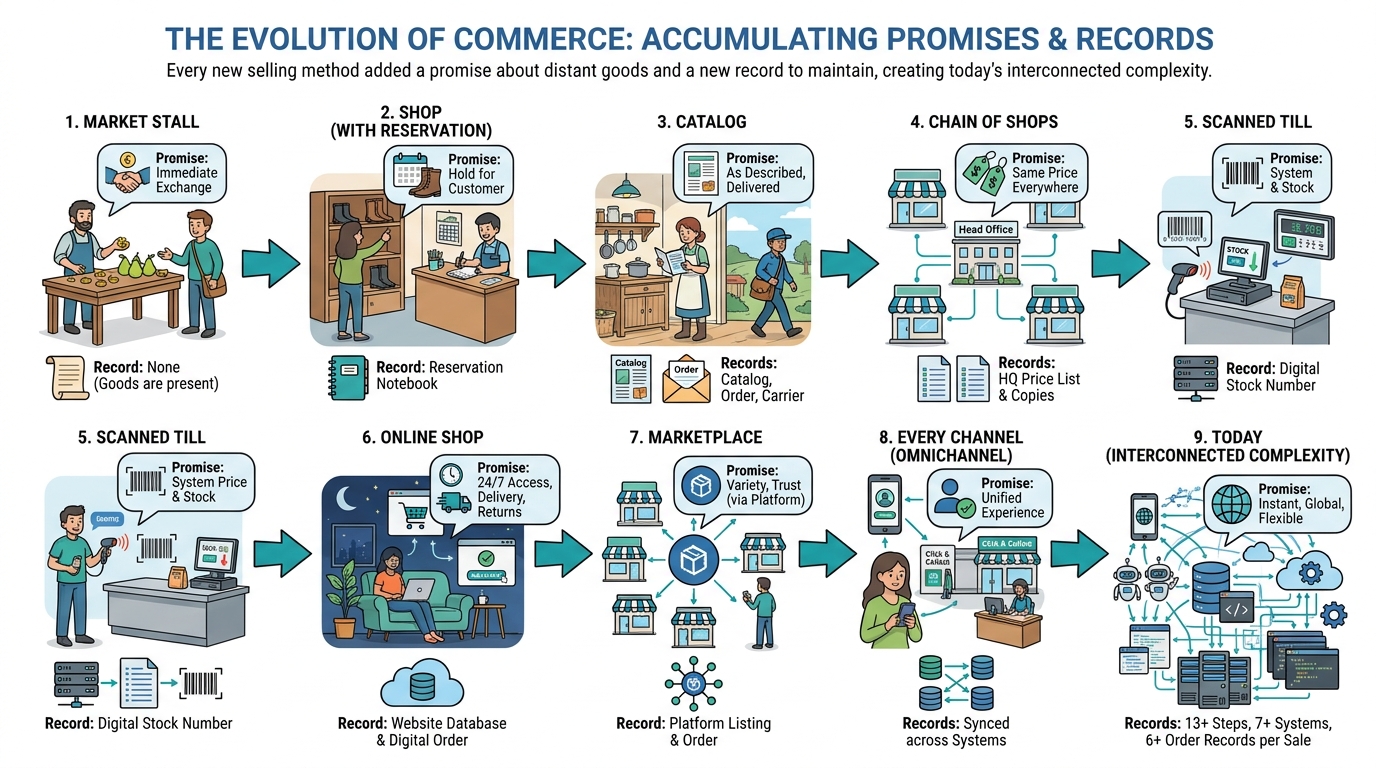 THE EVOLUTION OF COMMERCE: ACCUMULATING PROMISES & RECORDS
Every new selling method added a promise about distant goods and a new record to maintain, creating today's interconnected complexity.
1. MARKET STALL
Promise:
Immediate
Exchange
Record: None
(Goods are present)
2. SHOP
(WITH RESERVATION)
Promise:
Hold for
Customer
Record: Reservation
Notebook
3. CATALOG
Promise:
As Described,
Delivered
Catalog
Order
Records:
Catalog,
Order, Carrier
4. CHAIN OF SHOPS
Promise:
Same Price
Everywhere
Head Office
Records:
HQ Price List
& Copies
5. SCANNED TILL
Promise:
System
& Stock
STOCK
Record: Digital
Stock Number
5. SCANNED TILL
Promise:
System Price
& Stock
Record: Digital Stock Number
6. ONLINE SHOP
Promise:
24/7 Access,
Delivery,
Returns
Record: Website Database
& Digital Order
7. MARKETPLACE
Promise:
Variety, Trust
(via Platform)
Record: Platform Listing
& Order
8. EVERY CHANNEL
(OMNICHANNEL)
Promise:
Unified
Experience
Click &
Records: Synced
across Systems
9. TODAY
(INTERCONNECTED COMPLEXITY)
Promise:
Instant, Global,
Flexible
</>
Records: 13+ Steps, 7+ Systems,
6+ Order Records per Sale